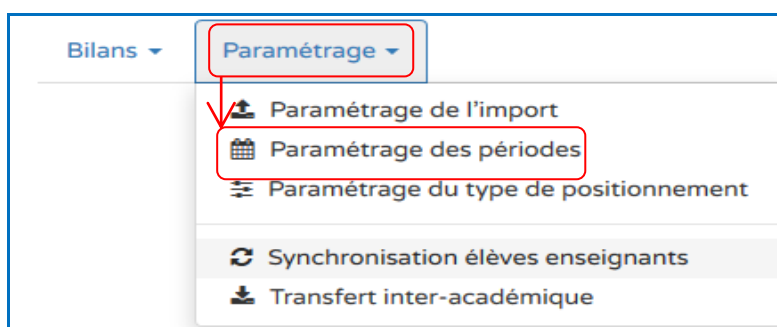 Bilans Paramétrage
Paramétrage de l'import
Paramétrage des périodes
Paramétrage du type de positionnement
Synchronisation élèves enseignants
Transfert inter-académique